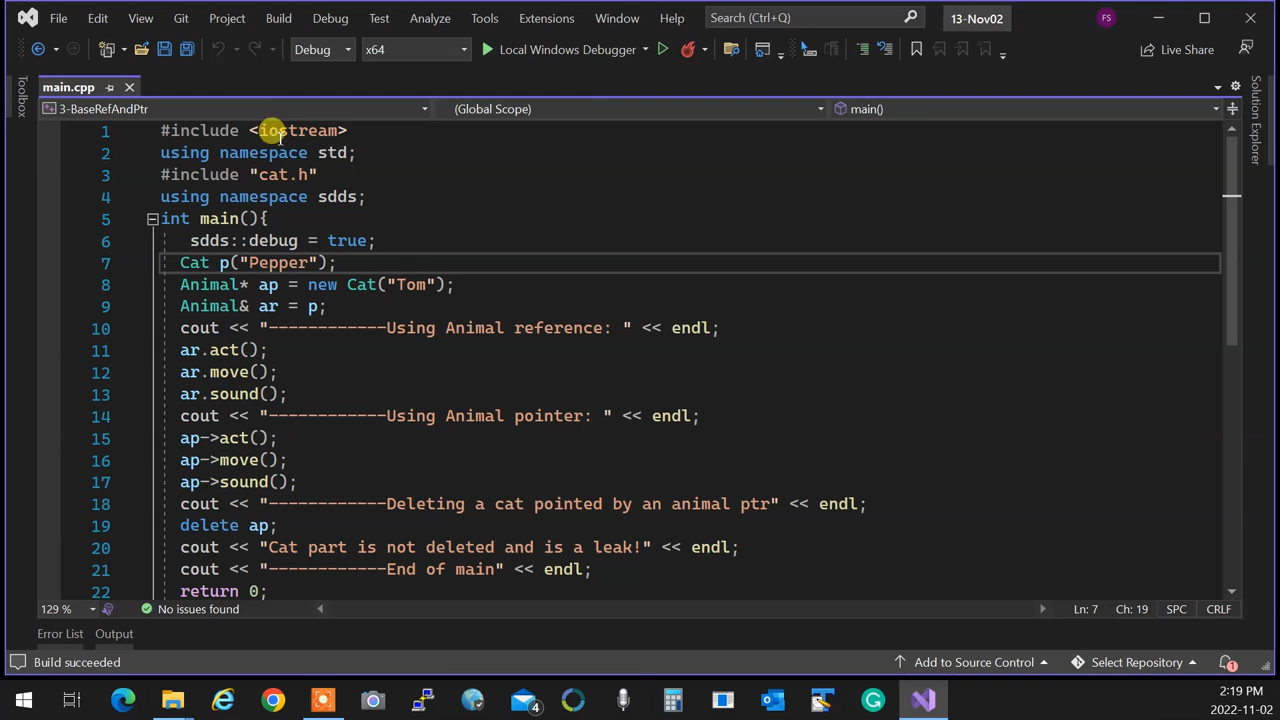 File Edit View Git Project Build Debug Test Analyze Tools Extensions Window Help Search (Ctrl+Q) 13-Nov02 FS
Debug x64 Local Windows Debugger Live Share
main.cpp
3-BaseRefAndPtr (Global Scope) main()
Toolbox
Solution Explorer
1 #include <iostream>
2 using namespace std;
3 #include "cat.h"
4 using namespace sdds;
5 int main(){
6 sdds::debug = true;
7 Cat p("Pepper");
8 Animal* ap = new Cat("Tom");
9 Animal& ar = p;
10 cout << "------------Using Animal reference: " << endl;
11 ar.act();
12 ar.move();
13 ar.sound();
14 cout << "------------Using Animal pointer: " << endl;
15 ap->act();
16 ap->move();
17 ap->sound();
18 cout << "------------Deleting a cat pointed by an animal ptr" << endl;
19 delete ap;
20 cout << "Cat part is not deleted and is a leak!" << endl;
21 cout << "------------End of main" << endl;
22 return 0;
129 % No issues found Ln: 7 Ch: 19 SPC CRLF
Error List Output
Build succeeded Add to Source Control Select Repository 1
4
2:19 PM
2022-11-02